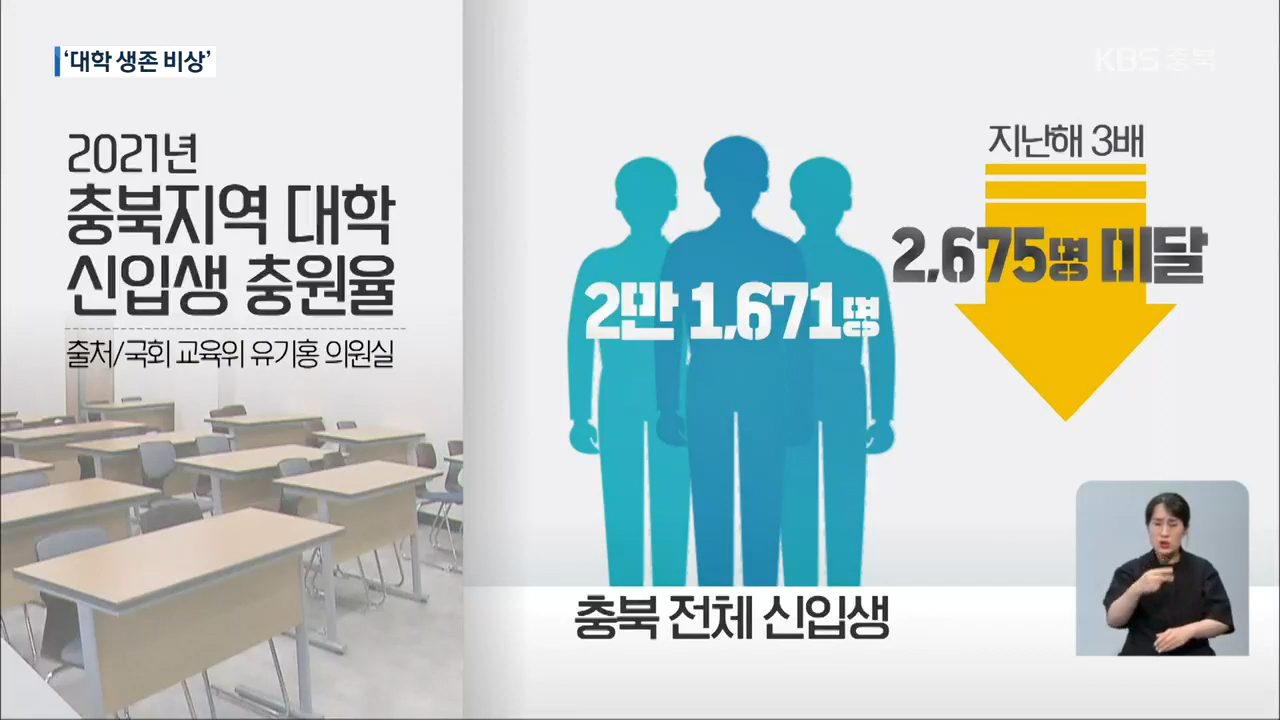 ‘대학 생존 비상’
KBS 충북
2021년
충북지역 대학
신입생 충원율
출처/국회 교육위 유기홍 의원실
지난해 3배
2,675명 미달
2만 1,671명
충북 전체 신입생